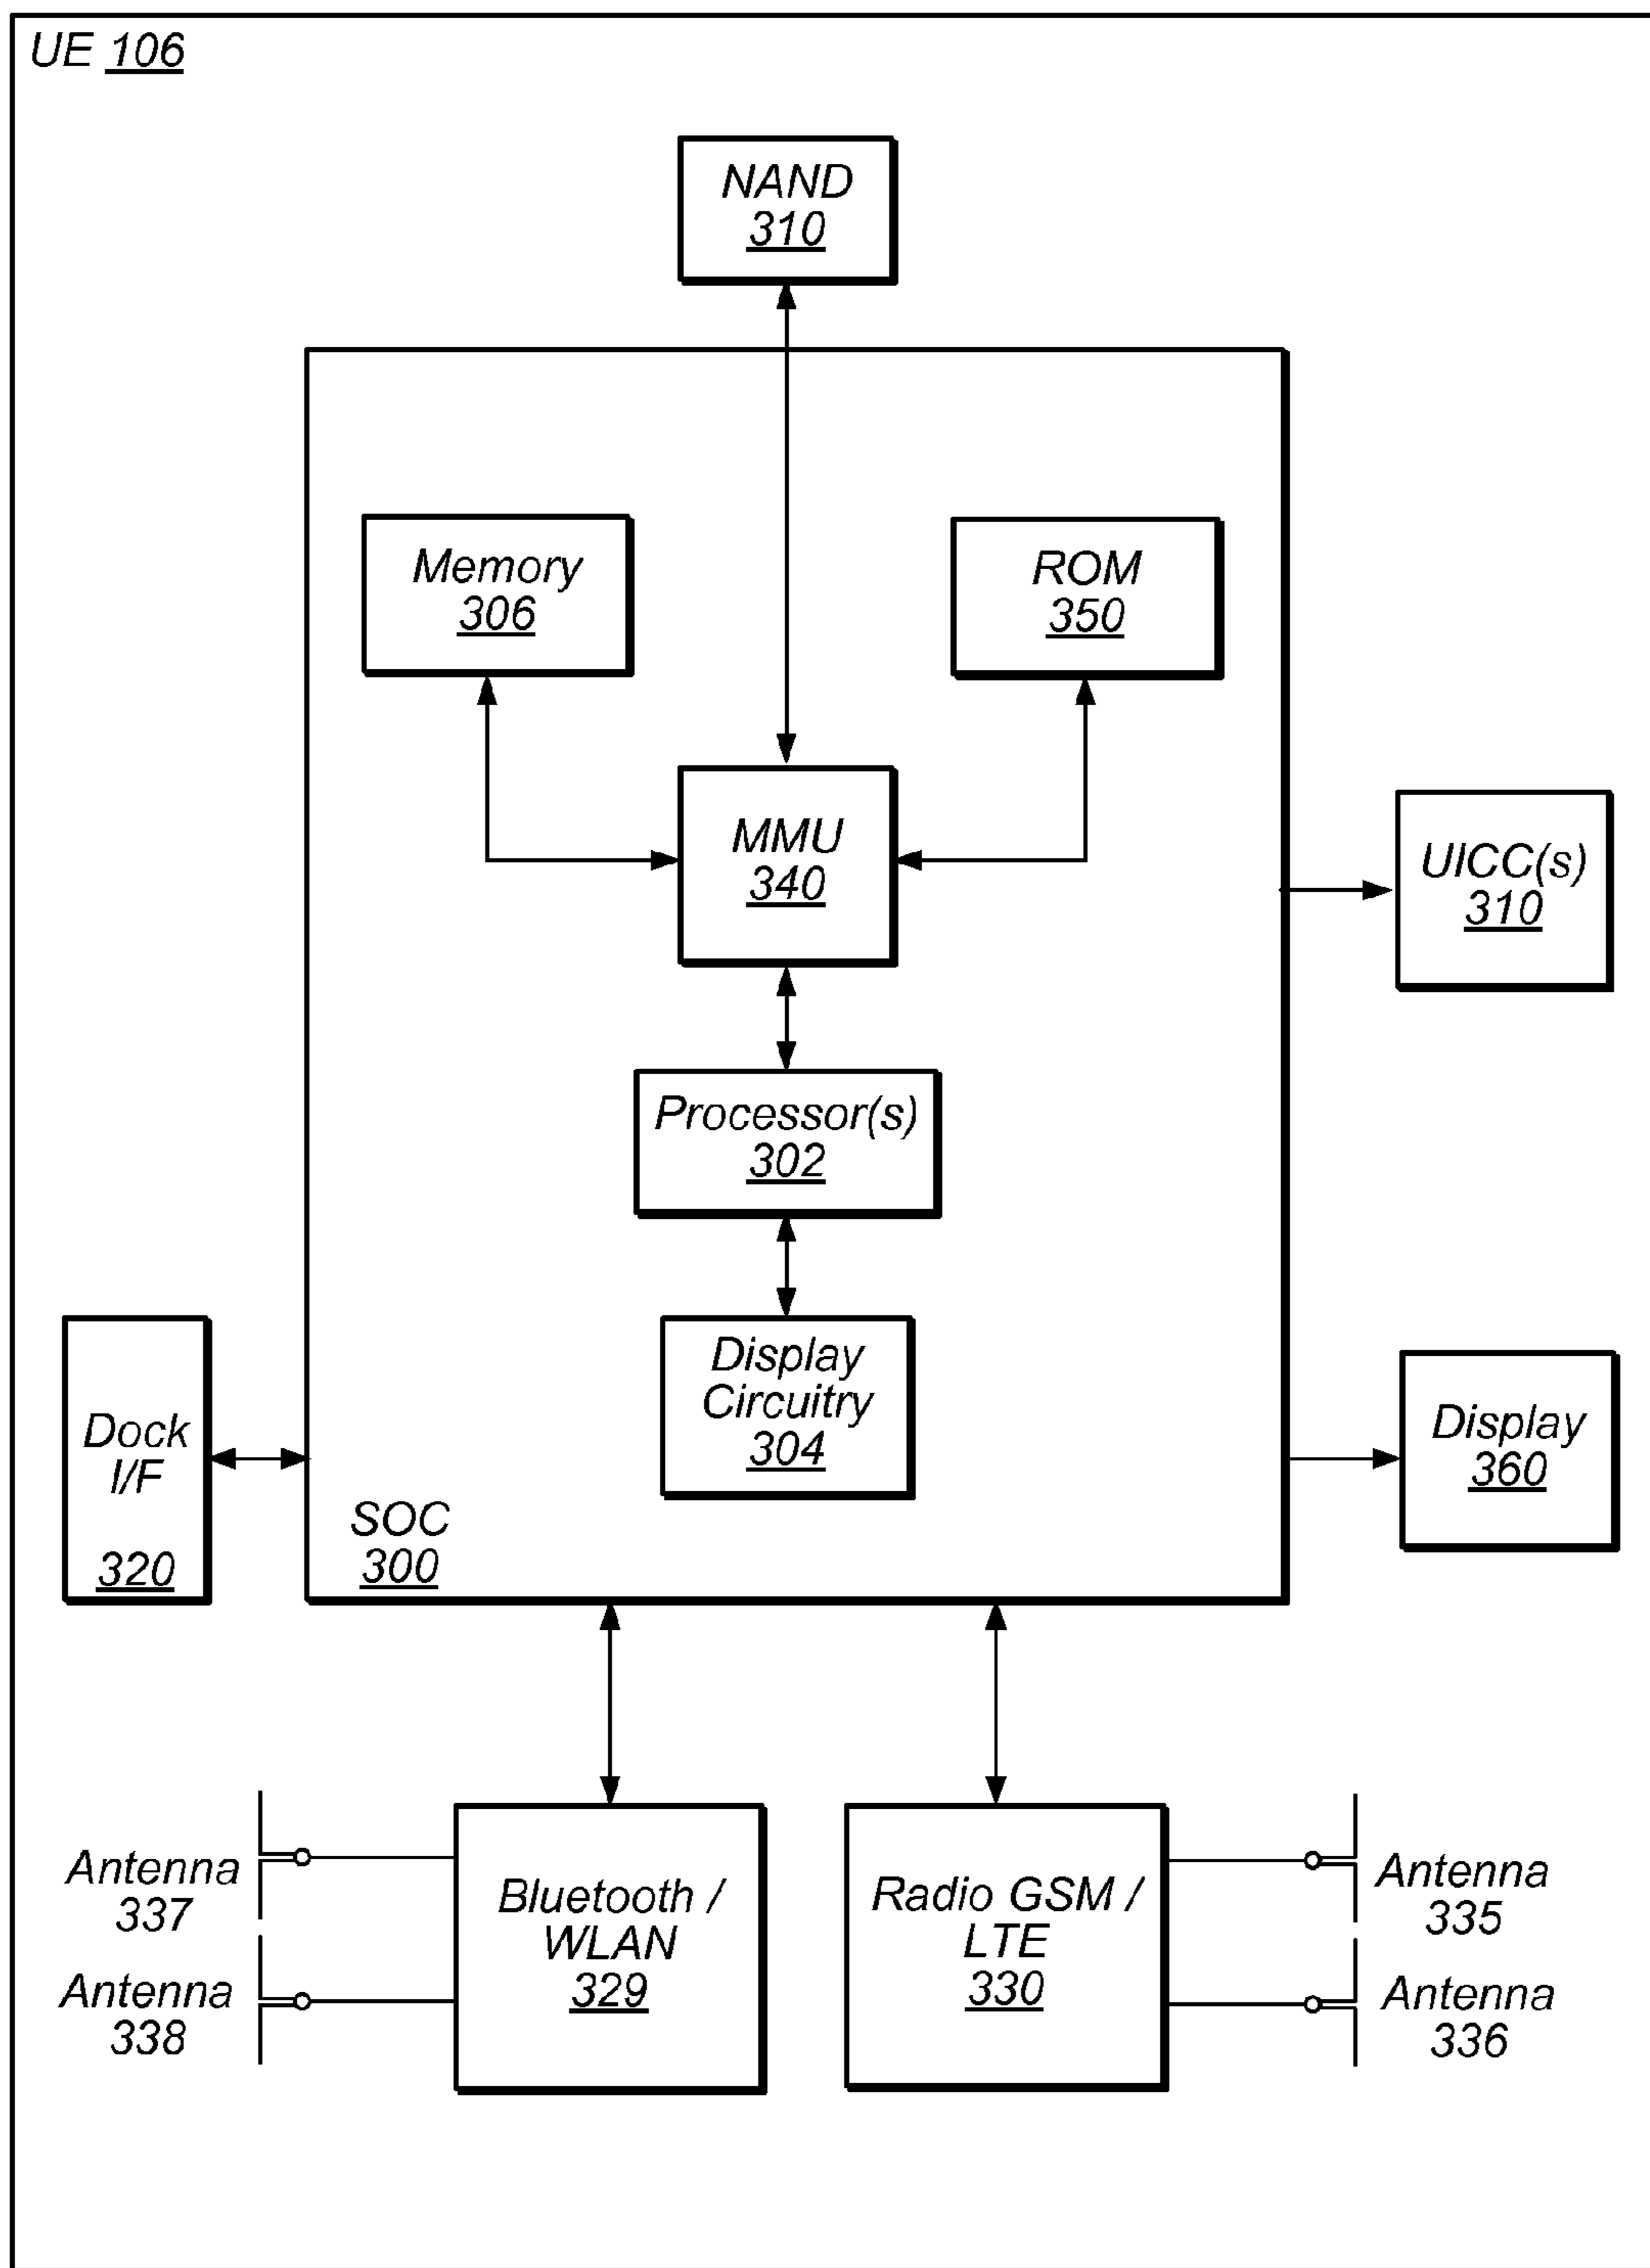 UE 106
NAND
310
Memory
306
ROM
350
MMU
340
UICC(s)
310
Processor(s)
302
Display
Circuitry
304
Dock
I/F
320
Display
360
SOC
300
Antenna
337
Bluetooth /
WLAN
329
Radio GSM /
LTE
330
Antenna
335
Antenna
338
Antenna
336